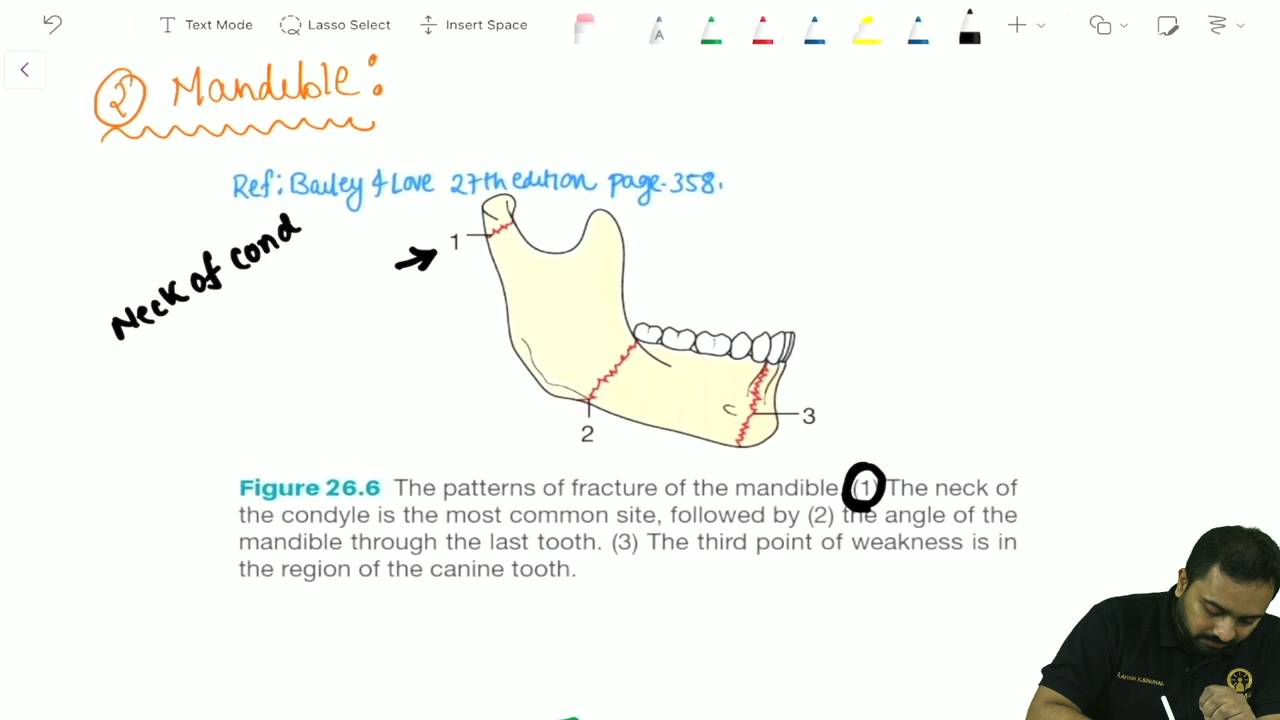 Text Mode
Lasso Select
Insert Space
A
② Mandible:
Ref: Bailey & Love 27th edition page-358.
Neck of cond
1
2
3
Figure 26.6 The patterns of fracture of the mandible. (1) The neck of
the condyle is the most common site, followed by (2) the angle of the
mandible through the last tooth. (3) The third point of weakness is in
the region of the canine tooth.